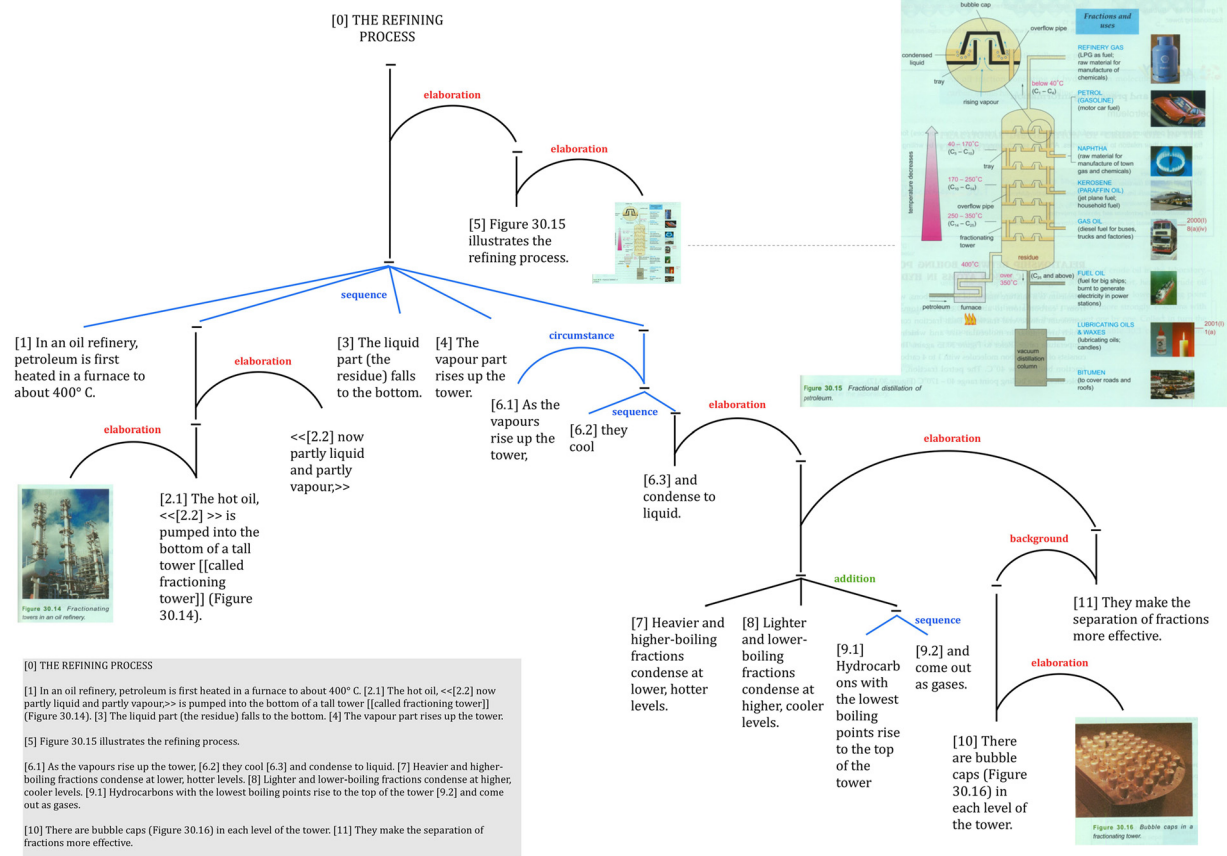 [0] THE REFINING
PROCESS
elaboration
elaboration
[5] Figure 30.15
illustrates the
refining process.
sequence
[1] In an oil refinery,
petroleum is first
heated in a furnace to
about 400° C.
elaboration
elaboration
Figure 30.14 Fractionating
towers in an oil refinery.
[2.1] The hot oil,
<<[2.2] >> is
pumped into the
bottom of a tall
tower [[called
fractioning
tower]] (Figure
30.14).
<<[2.2] now
partly liquid
and partly
vapour,>>
[3] The liquid
part (the
residue) falls
to the bottom.
[4] The
vapour part
rises up the
tower.
circumstance
[6.1] As the
vapours
rise up the
tower,
sequence
[6.2] they
cool
elaboration
[6.3] and
condense to
liquid.
elaboration
addition
[7] Heavier and
higher-boiling
fractions
condense at
lower, hotter
levels.
[8] Lighter
and lower-
boiling
fractions
condense at
higher, cooler
levels.
sequence
[9.1]
Hydrocarb
ons with
the lowest
boiling
points rise
to the top
of the
tower
[9.2] and
come out
as gases.
background
[11] They make the
separation of fractions
more effective.
elaboration
[10] There
are bubble
caps (Figure
30.16) in
each level of
the tower.
Figure 30.16 Bubble caps in a
fractionating tower.
bubble cap
overflow pipe
condensed
liquid
tray
rising vapour
Fractions and
uses
REFINERY GAS
(LPG as fuel;
raw material for
manufacture of
chemicals)
below 40°C
PETROL
(GASOLINE)
(motor car fuel)
temperature decreases
40 – 170°C
tray
NAPHTHA
(raw material for
manufacture of town
gas and chemicals)
170 – 250°C
KEROSENE
(PARAFFIN OIL)
(jet plane fuel;
household fuel)
overflow pipe
250 – 350°C
GAS OIL
(diesel fuel for buses,
trucks and factories)
2000(I)
8(a)(iv)
fractionating
tower
residue
400°C
over
350°C
petroleum
furnace
FUEL OIL
(fuel for big ships;
burnt to generate
electricity in power
stations)
LUBRICATING OILS
& WAXES
(lubricating oils;
candles)
2001(I)
1(a)
vacuum
distillation
column
BITUMEN
(to cover roads and
roofs)
Figure 30.15 Fractional distillation of
petroleum.
[0] THE REFINING PROCESS
[1] In an oil refinery, petroleum is first heated in a furnace to about 400° C. [2.1] The hot oil, <<[2.2] now
partly liquid and partly vapour,>> is pumped into the bottom of a tall tower [[called fractioning tower]]
(Figure 30.14). [3] The liquid part (the residue) falls to the bottom. [4] The vapour part rises up the tower.
[5] Figure 30.15 illustrates the refining process.
[6.1] As the vapours rise up the tower, [6.2] they cool [6.3] and condense to liquid. [7] Heavier and higher-
boiling fractions condense at lower, hotter levels. [8] Lighter and lower-boiling fractions condense at higher,
cooler levels. [9.1] Hydrocarbons with the lowest boiling points rise to the top of the tower [9.2] and come
out as gases.
[10] There are bubble caps (Figure 30.16) in each level of the tower. [11] They make the separation of
fractions more effective.